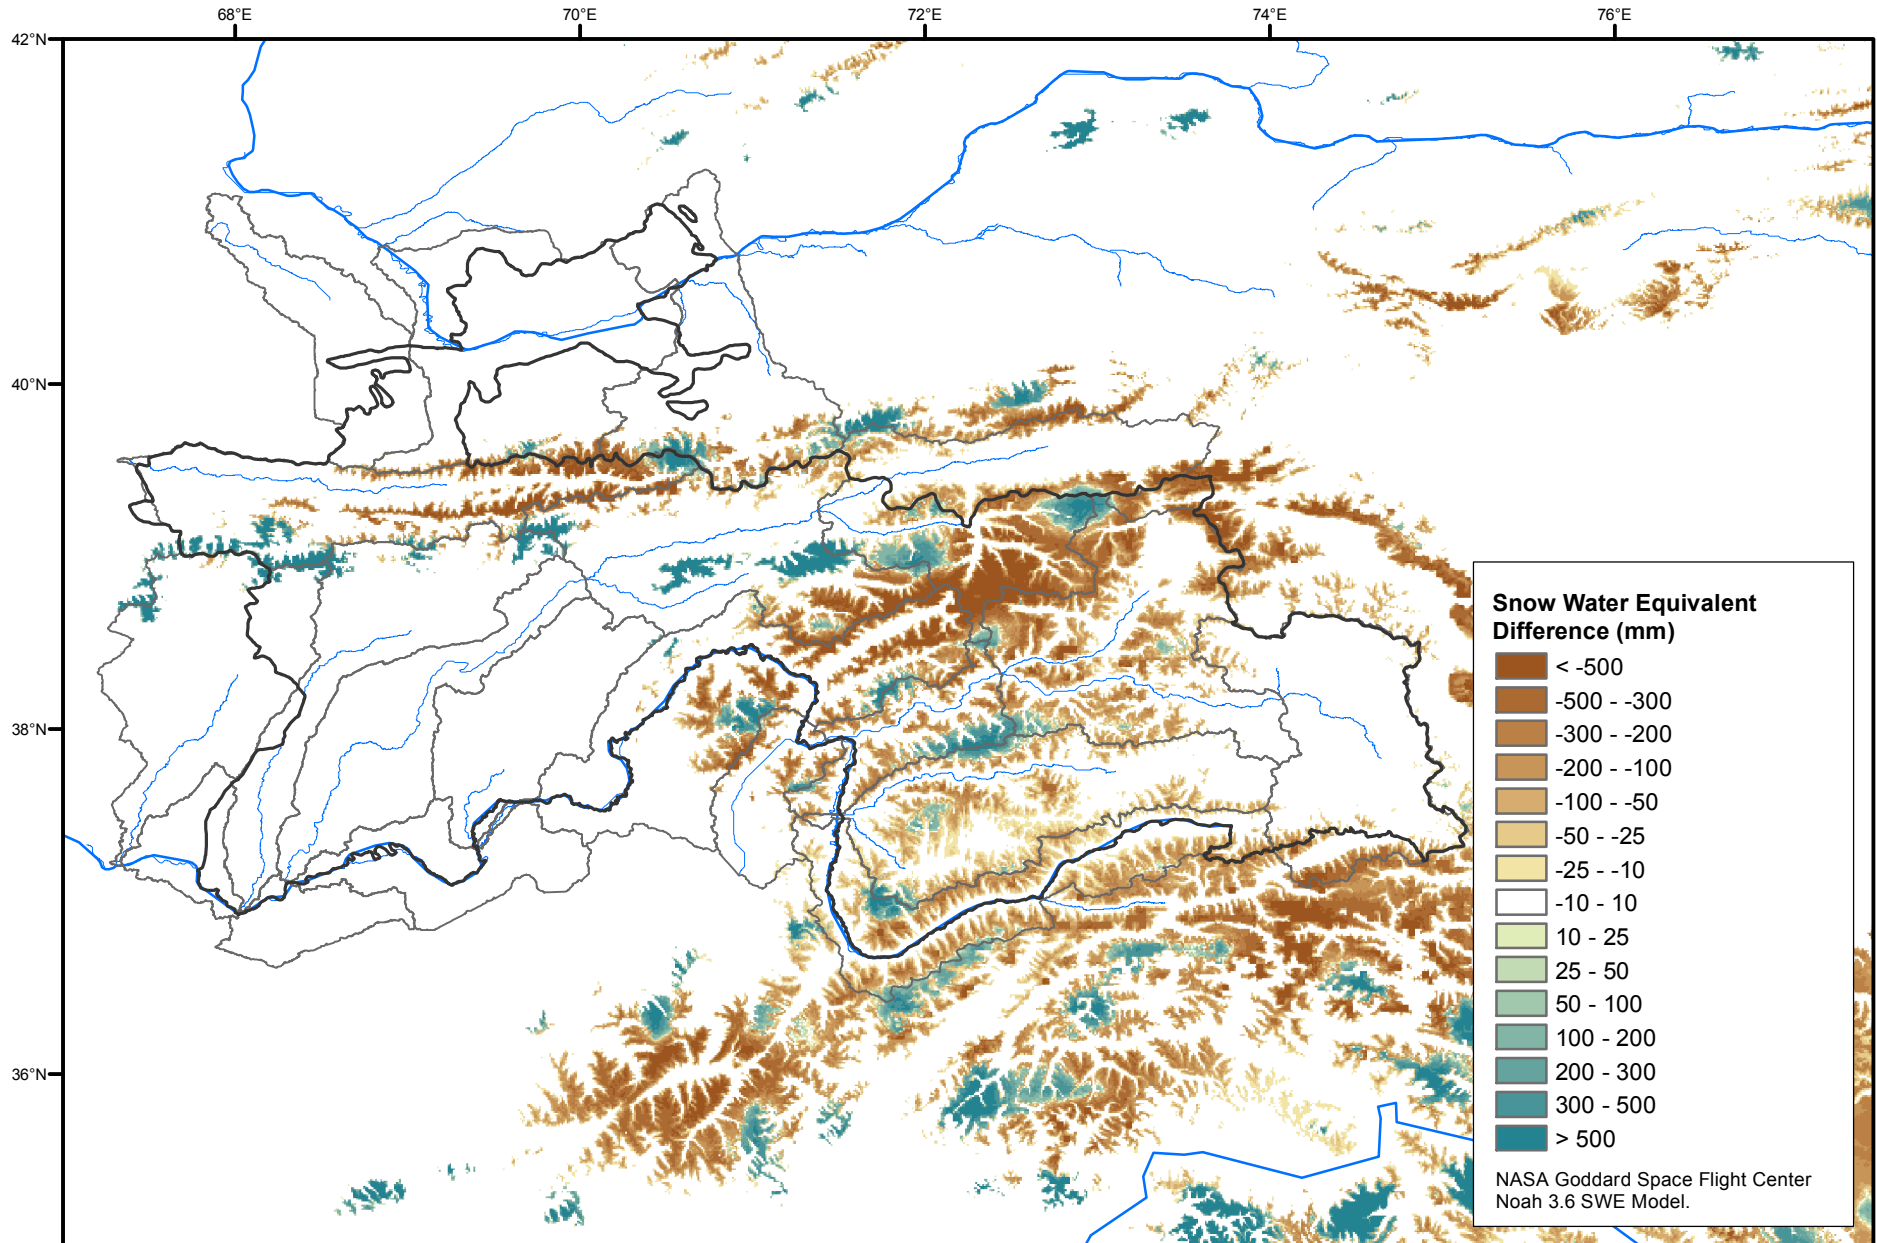 68°E 70°E 72°E 74°E 76°E
42°N
40°N
38°N
36°N
Snow Water Equivalent
Difference (mm)
< -500
-500 - -300
-300 - -200
-200 - -100
-100 - -50
-50 - -25
-25 - -10
-10 - 10
10 - 25
25 - 50
50 - 100
100 - 200
200 - 300
300 - 500
> 500
NASA Goddard Space Flight Center
Noah 3.6 SWE Model.